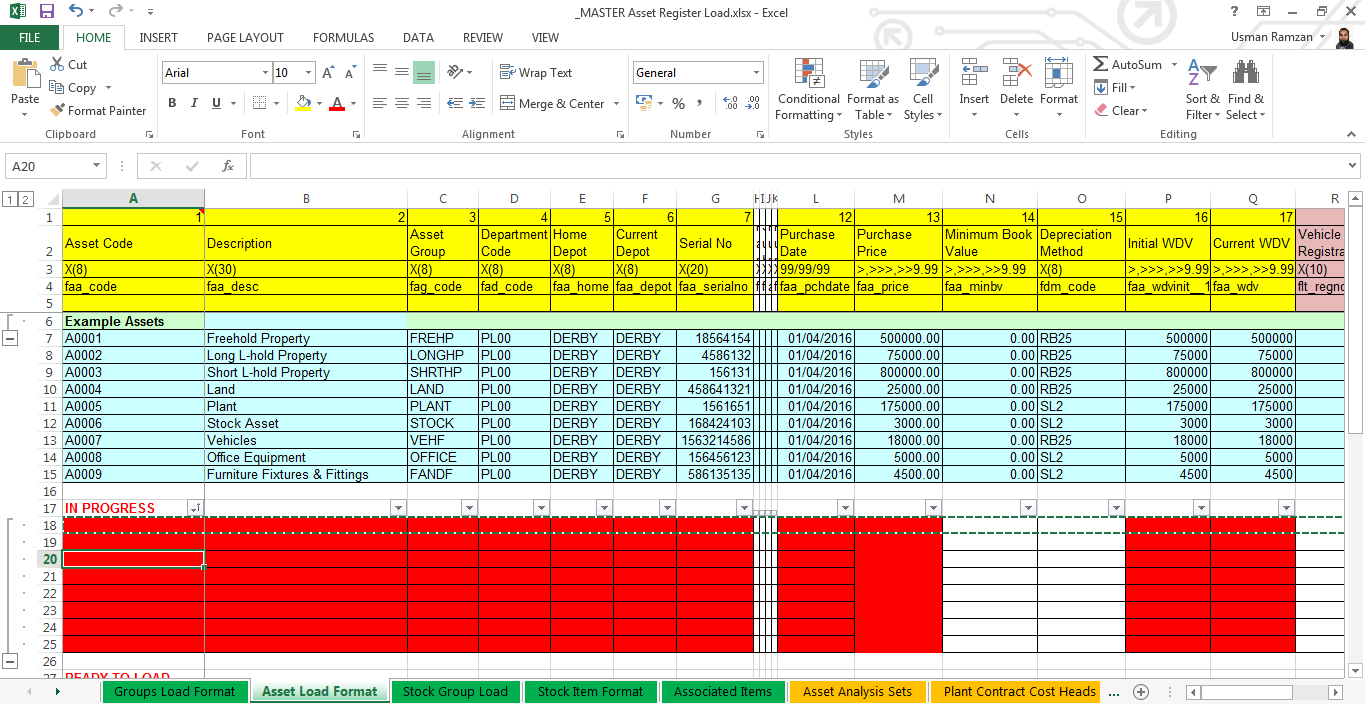 _MASTER Asset Register Load.xlsx - Excel
FILE HOME INSERT PAGE LAYOUT FORMULAS DATA REVIEW VIEW Usman Ramzan
Paste
Cut
Copy
Format Painter
Arial 10
B I U
Wrap Text
Merge & Center
General
%
Conditional Formatting
Format as Table
Cell Styles
Insert
Delete
Format
AutoSum
Fill
Clear
Sort & Filter
Find & Select
Clipboard Font Alignment Number Styles Cells Editing
A20 fx
1 2
A B C D E F G L M N O P Q R
1 1 2 3 4 5 6 7 12 13 14 15 16 17
2 Asset Code Description Asset Group Department Code Home Depot Current Depot Serial No Purchase Date Purchase Price Minimum Book Value Depreciation Method Initial WDV Current WDV Vehicle Registra
3 X(8) X(30) X(8) X(8) X(8) X(8) X(20) 99/99/99 >,>>>,>>9.99 >,>>>,>>9.99 X(8) >,>>>,>>9.99 >,>>>,>>9.99 X(10)
4 faa_code faa_desc fag_code fad_code faa_home faa_depot faa_serialno faa_pchdate faa_price faa_minbv fdm_code faa_wdvinit__1 faa_wdv flt_regno
5
6 Example Assets
7 A0001 Freehold Property FREHP PL00 DERBY DERBY 18564154 01/04/2016 500000.00 0.00 RB25 500000 500000
8 A0002 Long L-hold Property LONGHP PL00 DERBY DERBY 4586132 01/04/2016 75000.00 0.00 RB25 75000 75000
9 A0003 Short L-hold Property SHRTHP PL00 DERBY DERBY 156131 01/04/2016 800000.00 0.00 RB25 800000 800000
10 A0004 Land LAND PL00 DERBY DERBY 458641321 01/04/2016 25000.00 0.00 RB25 25000 25000
11 A0005 Plant PLANT PL00 DERBY DERBY 1561651 01/04/2016 175000.00 0.00 SL2 175000 175000
12 A0006 Stock Asset STOCK PL00 DERBY DERBY 168424103 01/04/2016 3000.00 0.00 SL2 3000 3000
13 A0007 Vehicles VEHF PL00 DERBY DERBY 1563214586 01/04/2016 18000.00 0.00 RB25 18000 18000
14 A0008 Office Equipment OFFICE PL00 DERBY DERBY 156456123 01/04/2016 5000.00 0.00 SL2 5000 5000
15 A0009 Furniture Fixtures & Fittings FANDF PL00 DERBY DERBY 586135135 01/04/2016 4500.00 0.00 SL2 4500 4500
16
17 IN PROGRESS
18
19
20
21
22
23
24
25
26
27 READY TO LOAD
Groups Load Format Asset Load Format Stock Group Load Stock Item Format Associated Items Asset Analysis Sets Plant Contract Cost Heads ...